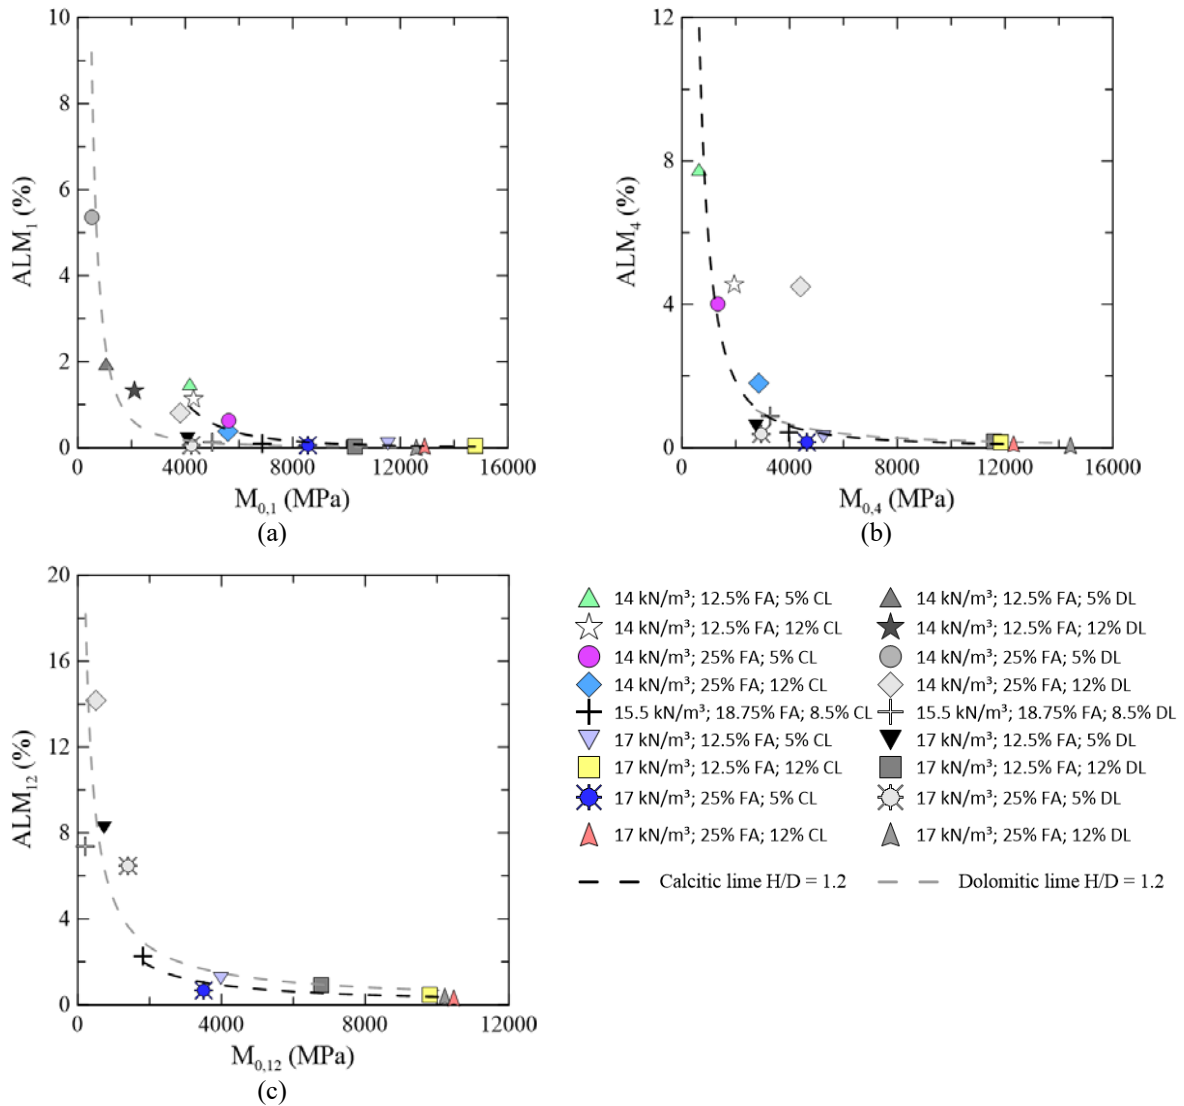 10
8
6
4
2
0
ALM₁ (%)
0 4000 8000 12000 16000
M₀,₁ (MPa)
(a)
12
8
4
0
ALM₄ (%)
0 4000 8000 12000 16000
M₀,₄ (MPa)
(b)
20
16
12
8
4
0
ALM₁₂ (%)
0 4000 8000 12000
M₀,₁₂ (MPa)
(c)
14 kN/m³; 12.5% FA; 5% CL
14 kN/m³; 12.5% FA; 12% CL
14 kN/m³; 25% FA; 5% CL
14 kN/m³; 25% FA; 12% CL
15.5 kN/m³; 18.75% FA; 8.5% CL
17 kN/m³; 12.5% FA; 5% CL
17 kN/m³; 12.5% FA; 12% CL
17 kN/m³; 25% FA; 5% CL
17 kN/m³; 25% FA; 12% CL
Calcitic lime H/D = 1.2
14 kN/m³; 12.5% FA; 5% DL
14 kN/m³; 12.5% FA; 12% DL
14 kN/m³; 25% FA; 5% DL
14 kN/m³; 25% FA; 12% DL
15.5 kN/m³; 18.75% FA; 8.5% DL
17 kN/m³; 12.5% FA; 5% DL
17 kN/m³; 12.5% FA; 12% DL
17 kN/m³; 25% FA; 5% DL
17 kN/m³; 25% FA; 12% DL
Dolomitic lime H/D = 1.2